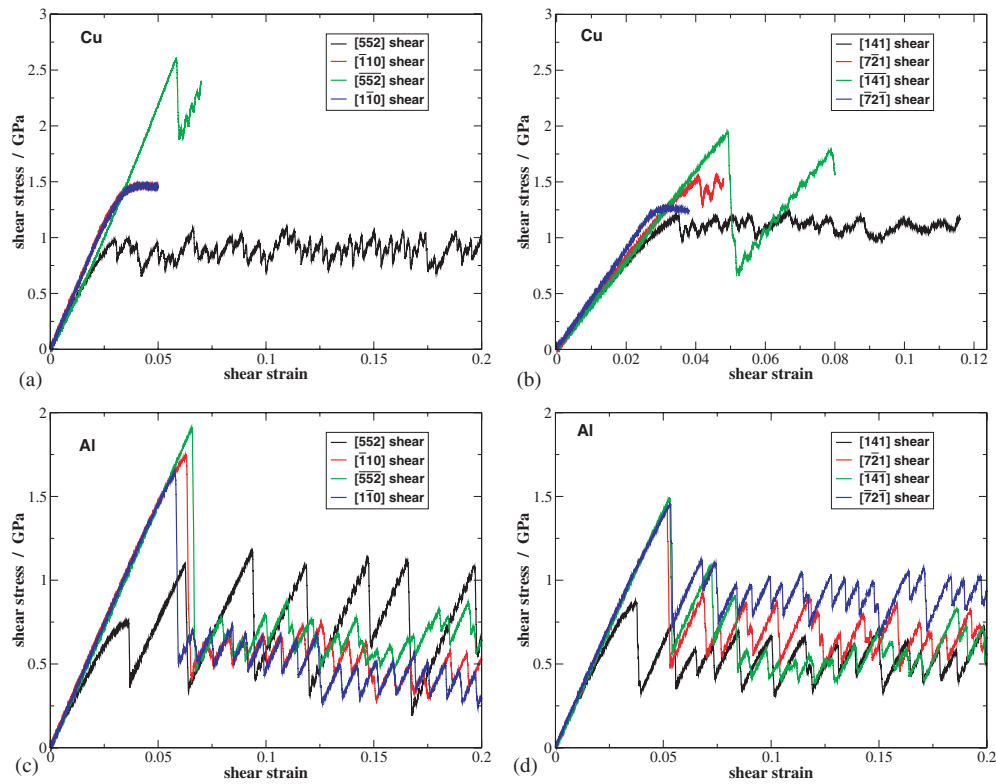 3
2.5
2
1.5
1
0.5
0
shear stress / GPa
Cu
[552] shear
[1̅10] shear
[5̅5̅2̅] shear
[11̅0] shear
0 0.05 0.1 0.15 0.2
shear strain
(a)
3
2.5
2
1.5
1
0.5
0
shear stress / GPa
Cu
[141] shear
[72̅1] shear
[1̅4̅1̅] shear
[7̅21̅] shear
0 0.02 0.04 0.06 0.08 0.1 0.12
shear strain
(b)
2
1.5
1
0.5
0
shear stress / GPa
Al
[552] shear
[1̅10] shear
[5̅5̅2̅] shear
[11̅0] shear
0 0.05 0.1 0.15 0.2
shear strain
(c)
2
1.5
1
0.5
0
shear stress / GPa
Al
[141] shear
[72̅1] shear
[1̅4̅1̅] shear
[7̅21̅] shear
0 0.05 0.1 0.15 0.2
shear strain
(d)